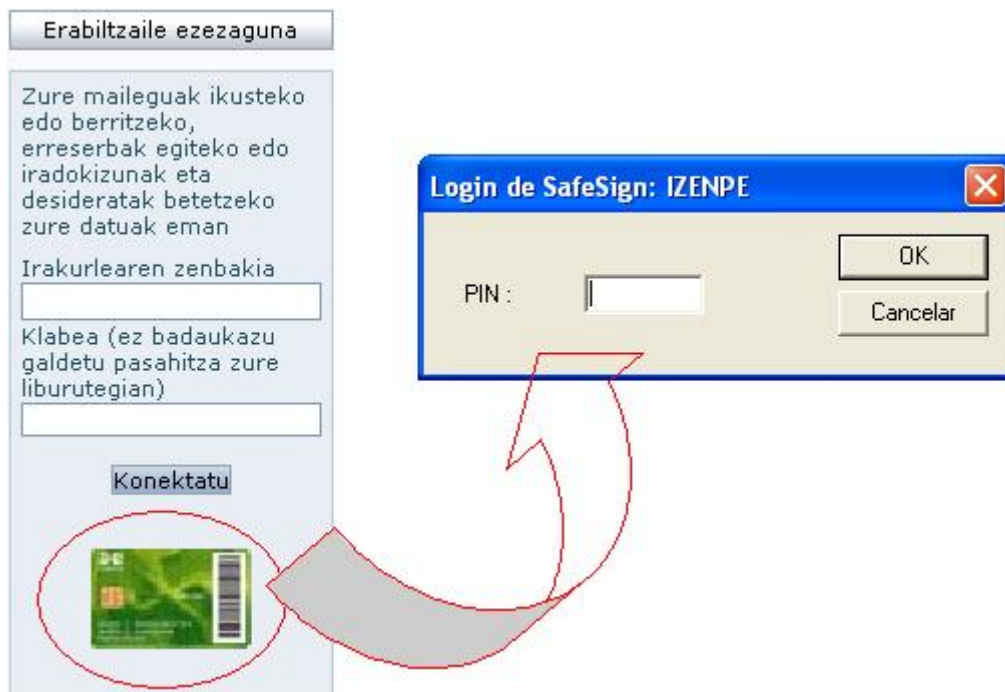 Erabiltzaile ezezaguna
Zure maileguak ikusteko
edo berritzeko,
erreserbak egiteko edo
iradokizunak eta
desideratak betetzeko
zure datuak eman
Irakurlearen zenbakia
Klabea (ez badaukazu
galdetu pasahitza zure
liburutegian)
Konektatu
Login de SafeSign: IZENPE
PIN :
OK
Cancelar